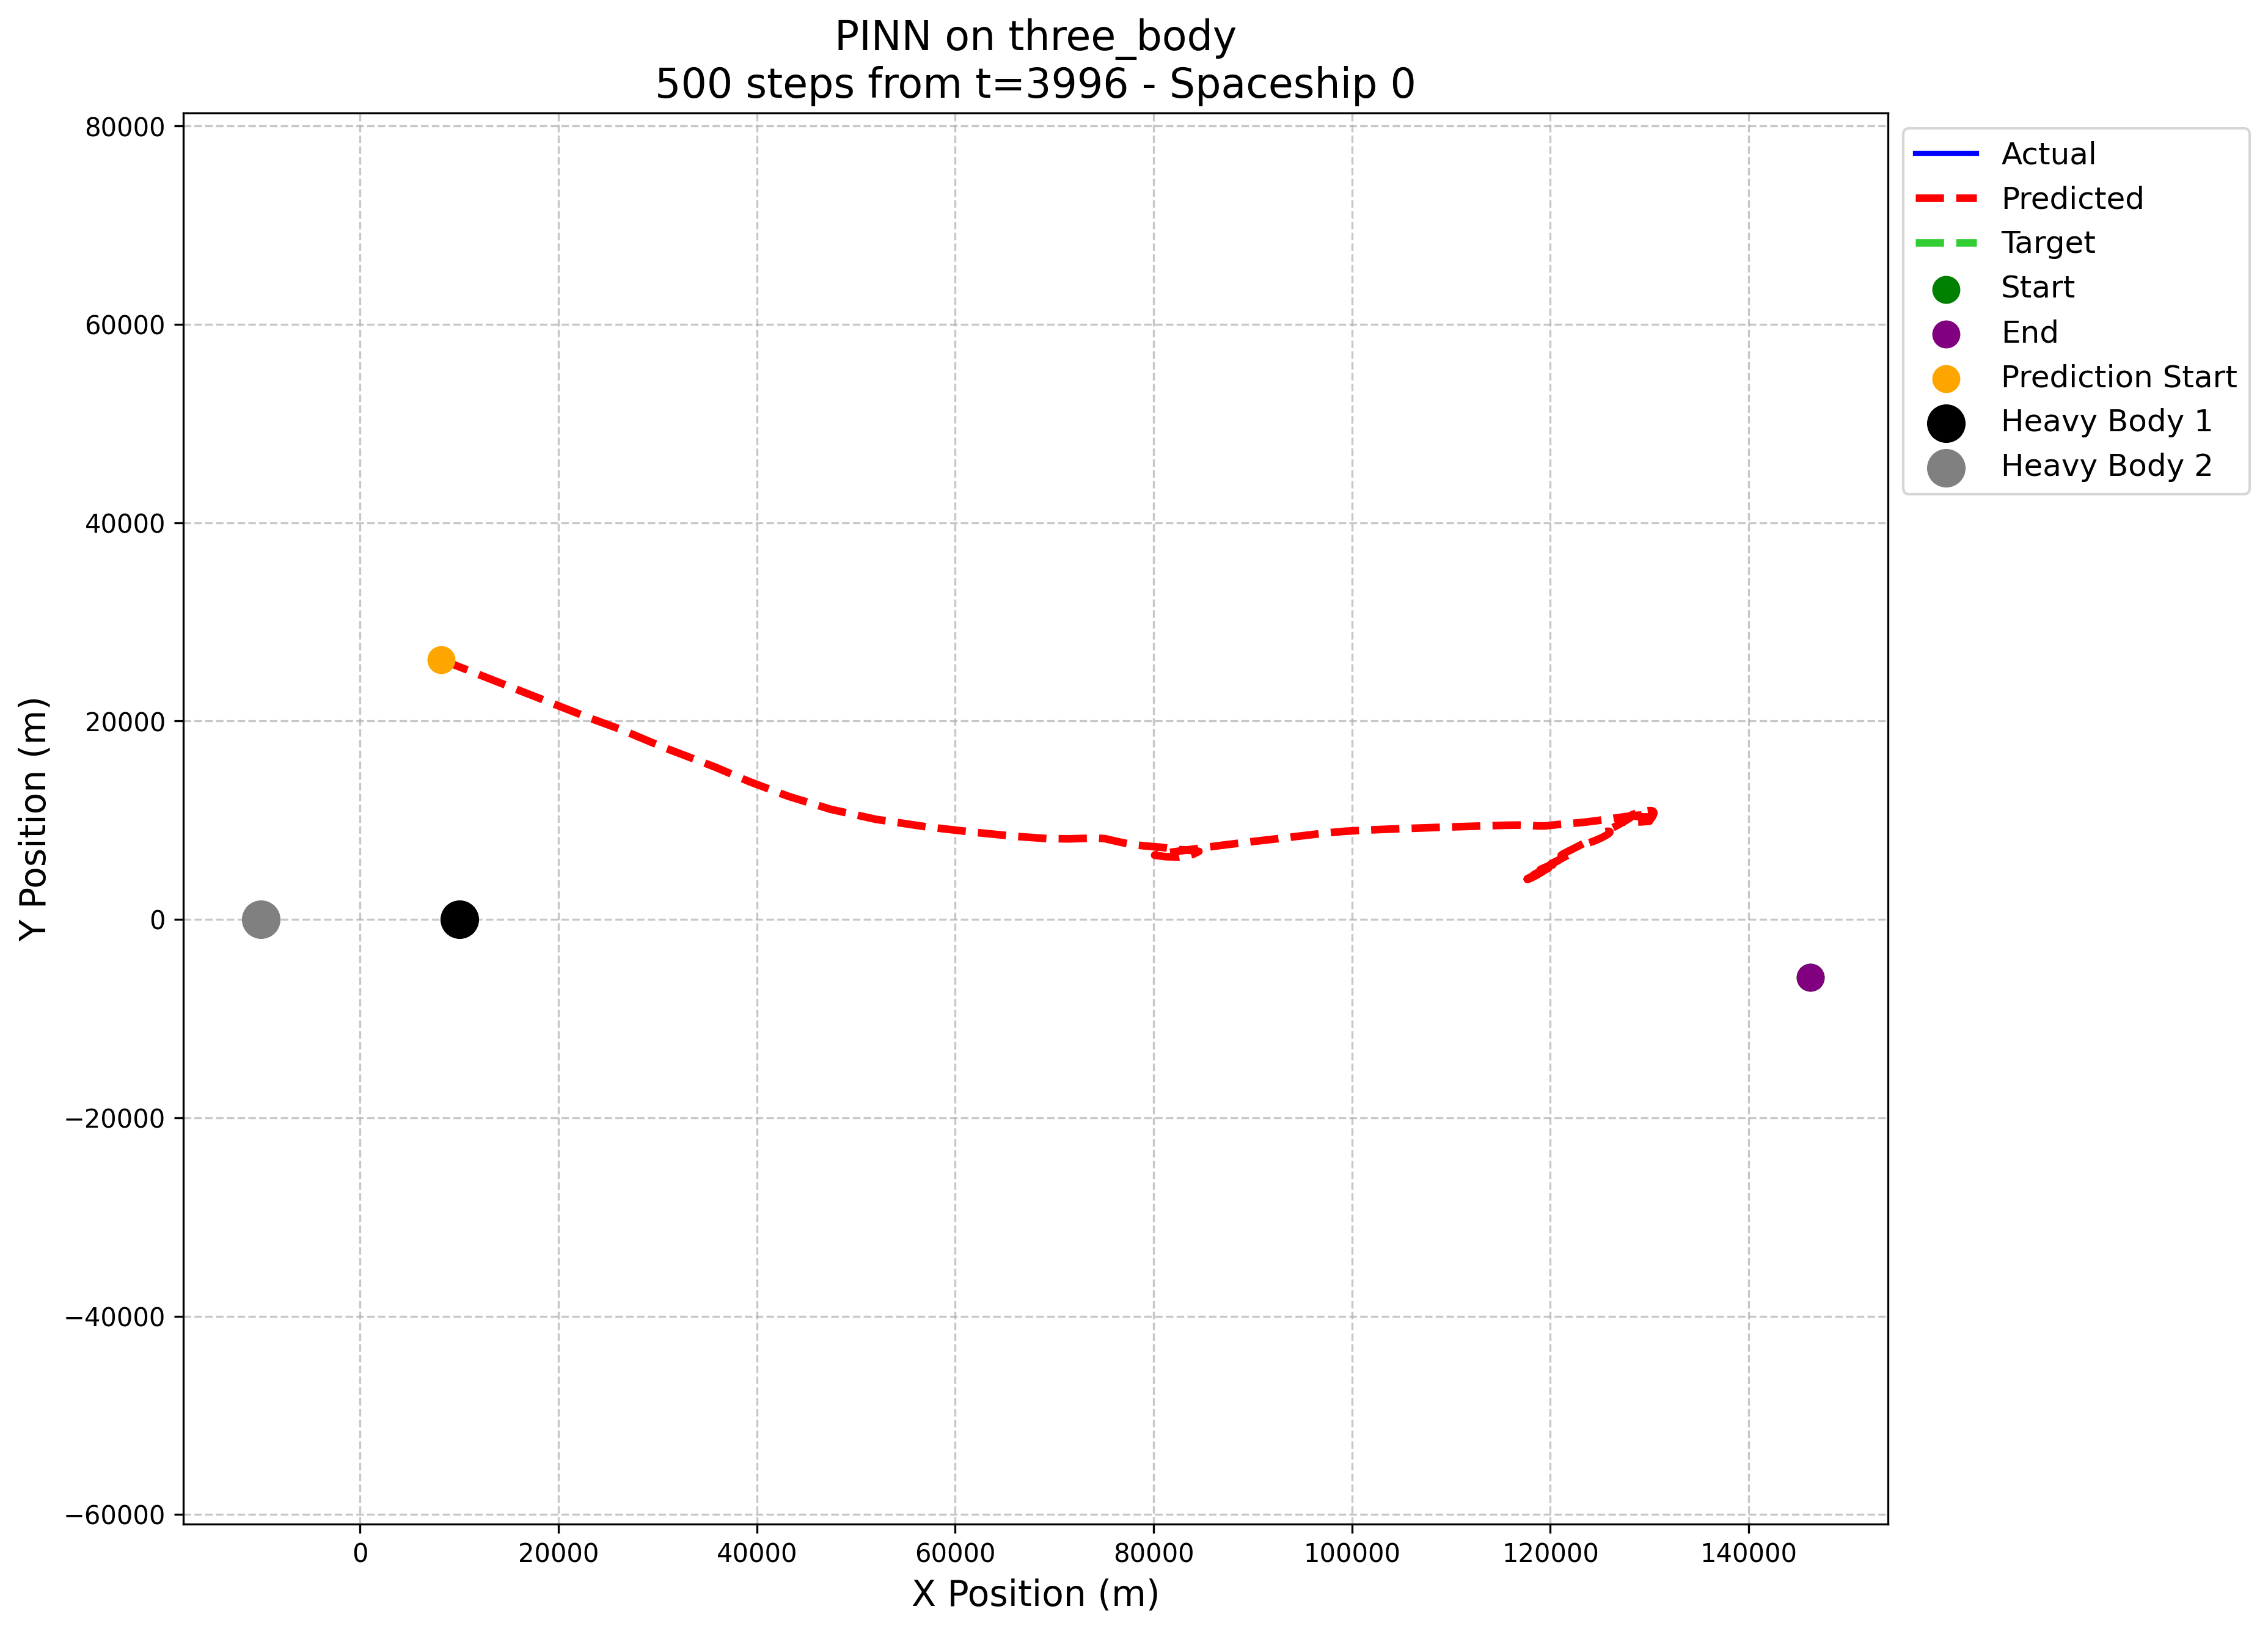 PINN on three_body
500 steps from t=3996 - Spaceship 0
Actual
Predicted
Target
Start
End
Prediction Start
Heavy Body 1
Heavy Body 2
80000
60000
40000
20000
0
−20000
−40000
−60000
Y Position (m)
0
20000
40000
60000
80000
100000
120000
140000
X Position (m)